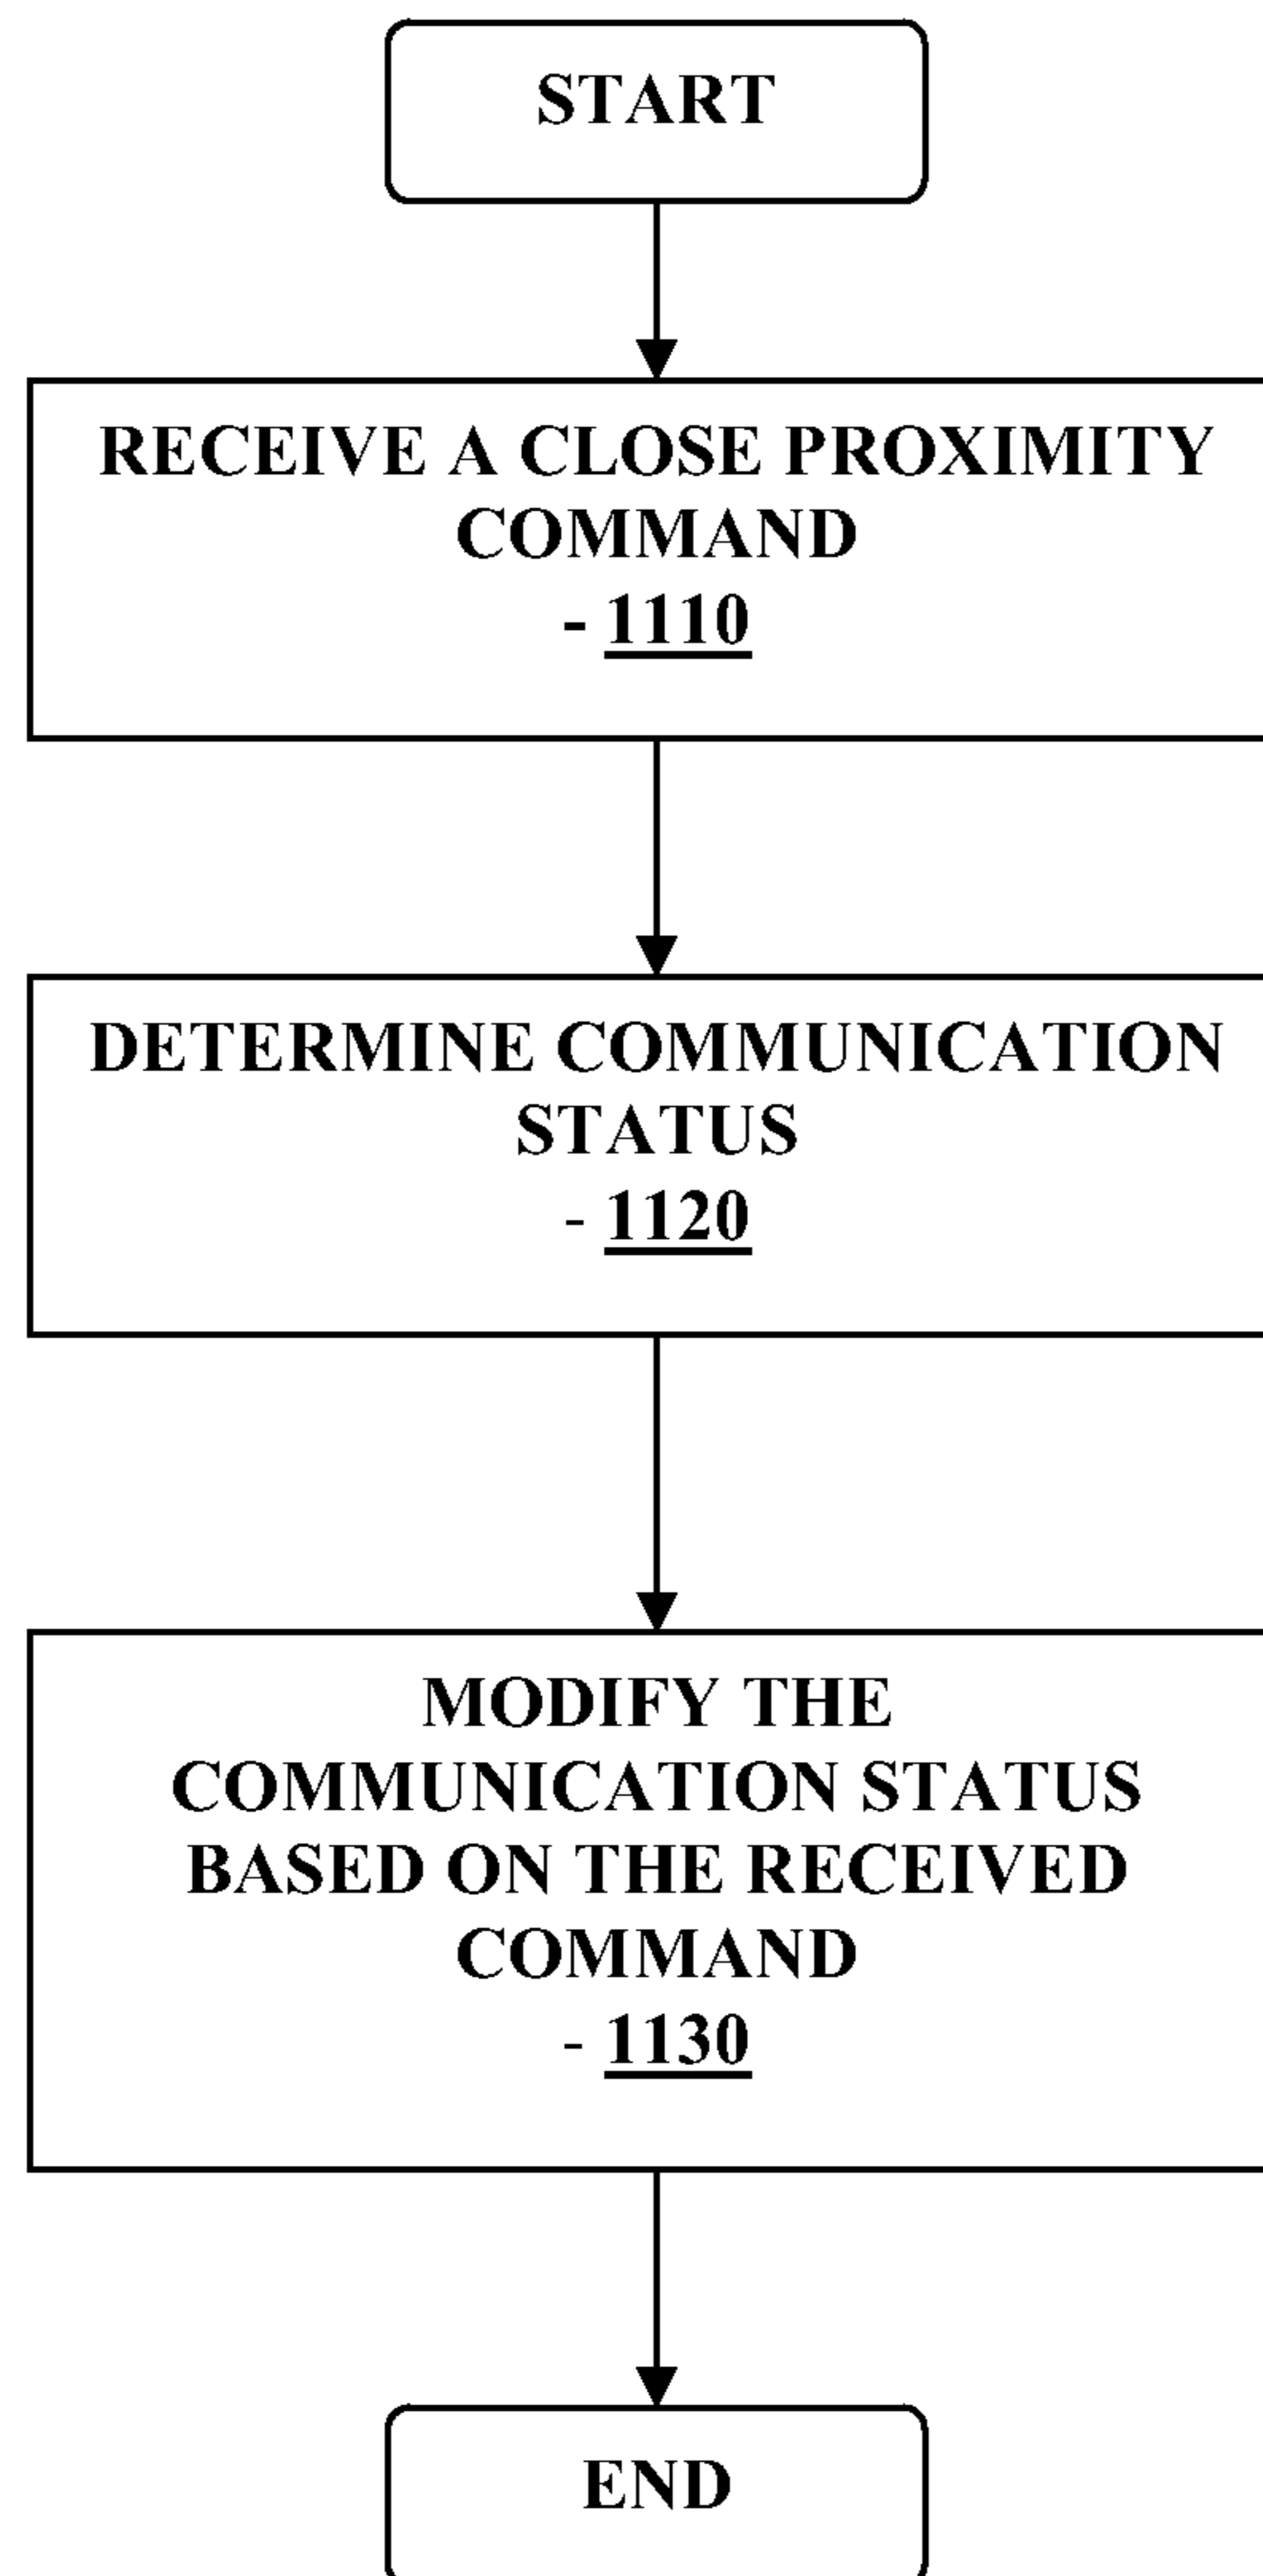 START
RECEIVE A CLOSE PROXIMITY
COMMAND
- 1110
DETERMINE COMMUNICATION
STATUS
- 1120
MODIFY THE
COMMUNICATION STATUS
BASED ON THE RECEIVED
COMMAND
- 1130
END